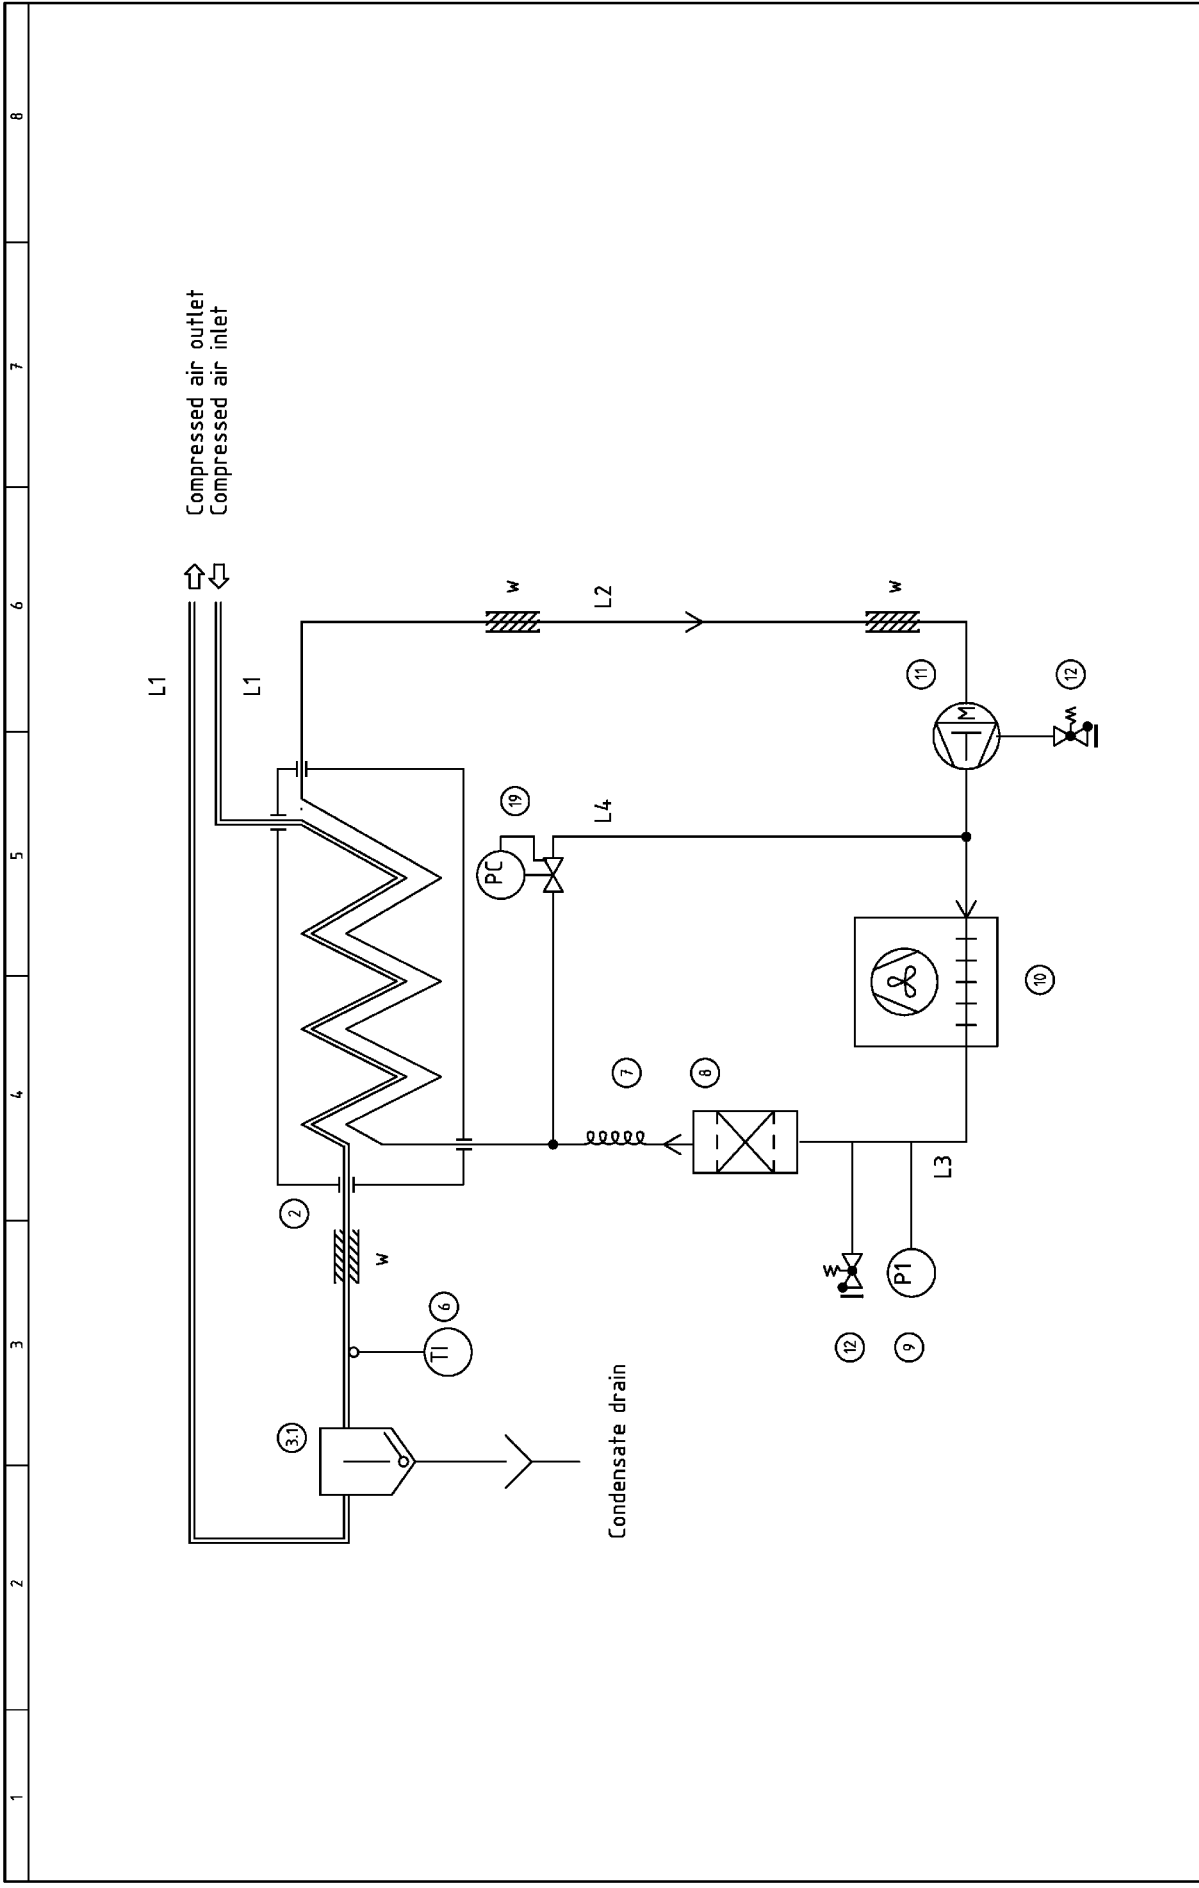 1
2
3
4
5
6
7
8
Compressed air outlet
Compressed air inlet
L1
L1
2
W
6
TI
3.1
Condensate drain
19
PC
L4
W
L2
W
7
8
11
M
12
10
L3
12
9
P1